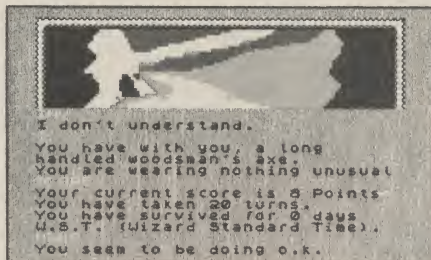 I don't understand.
You have with you, a long
handled woodsman's axe.
You are wearing nothing unusual
Your current score is 8 Points
You have taken 20 turns.
You have survived for 0 days
W.S.T. (Wizard Standard Time).
You seem to be doing o.k.